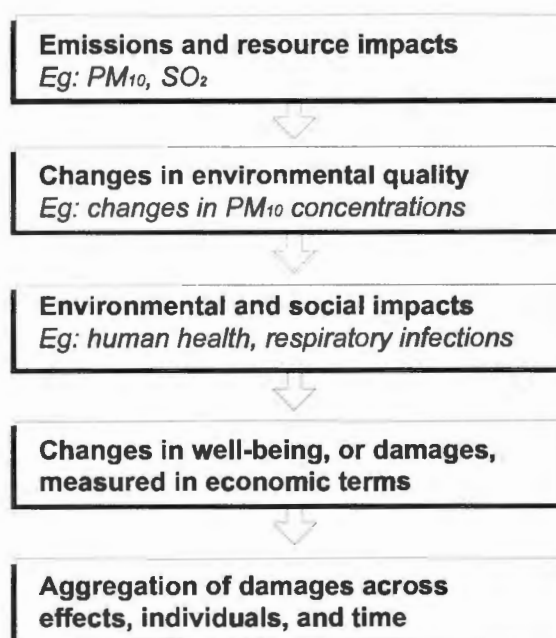 Emissions and resource impacts
Eg: PM₁₀, SO₂
Changes in environmental quality
Eg: changes in PM₁₀ concentrations
Environmental and social impacts
Eg: human health, respiratory infections
Changes in well-being, or damages,
measured in economic terms
Aggregation of damages across
effects, individuals, and time